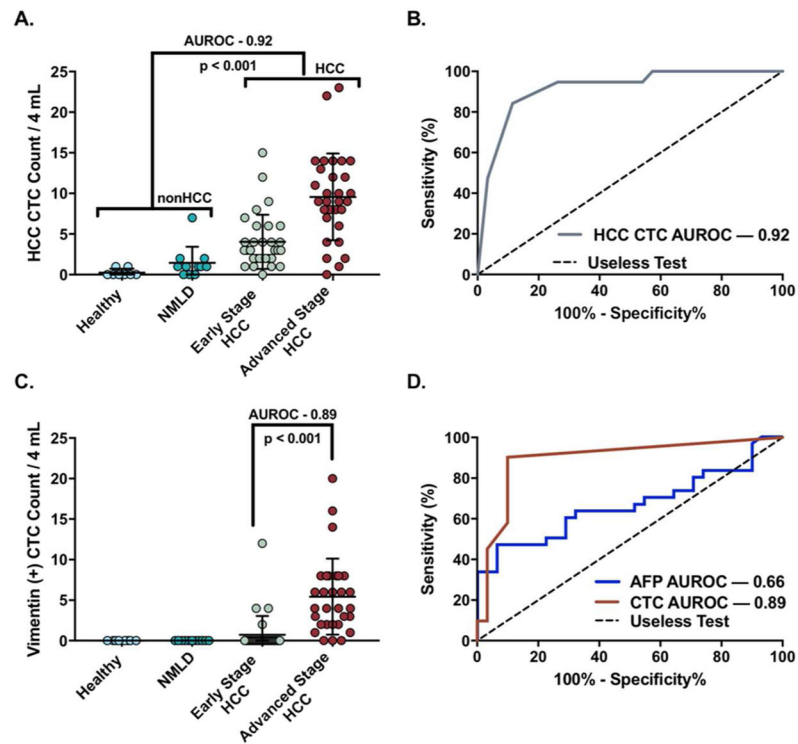 A.
AUROC - 0.92
p < 0.001
HCC
nonHCC
HCC CTC Count / 4 mL
25
20
15
10
5
0
Healthy
NMLD
Early Stage
HCC
Advanced Stage
HCC
B.
Sensitivity (%)
100
80
60
40
20
0
HCC CTC AUROC — 0.92
Useless Test
0 20 40 60 80 100
100% - Specificity%
C.
AUROC - 0.89
p < 0.001
Vimentin (+) CTC Count / 4 mL
25
20
15
10
5
0
Healthy
NMLD
Early Stage
HCC
Advanced Stage
HCC
D.
Sensitivity (%)
100
80
60
40
20
0
AFP AUROC — 0.66
CTC AUROC — 0.89
Useless Test
0 20 40 60 80 100
100% - Specificity%